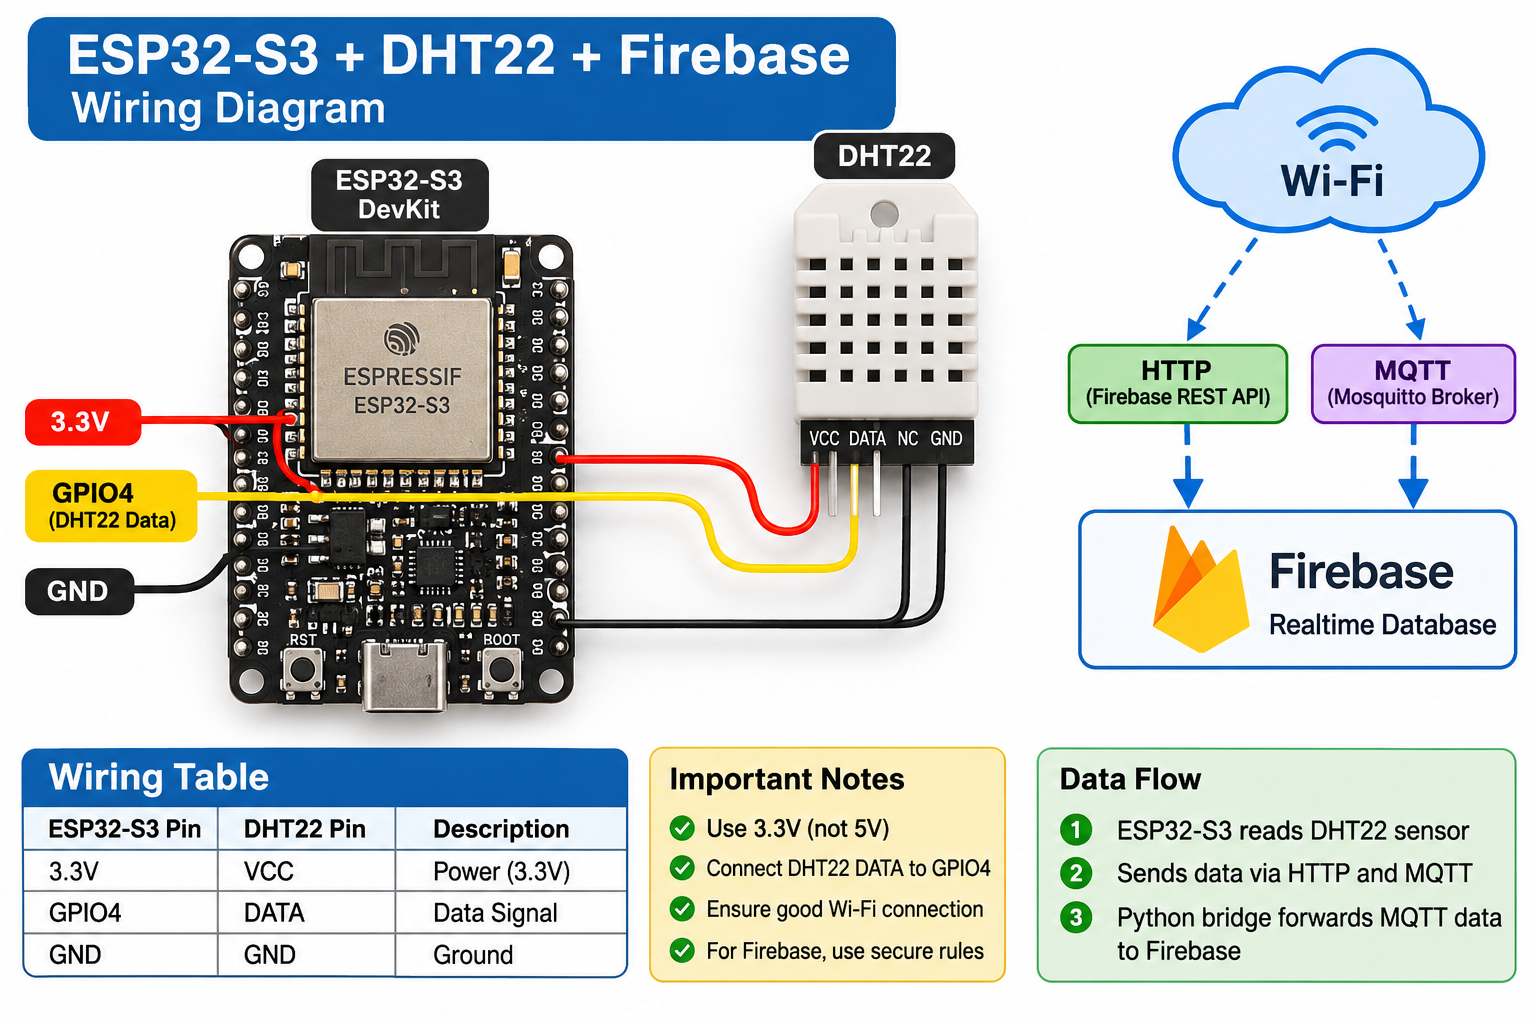 ESP32-S3 + DHT22 + Firebase
Wiring Diagram
ESP32-S3
DevKit
DHT22
Wi-Fi
ESPRESSIF
ESP32-S3
3.3V
GPIO4
(DHT22 Data)
GND
RST
BOOT
VCC DATA NC GND
HTTP
(Firebase REST API)
MQTT
(Mosquitto Broker)
Firebase
Realtime Database
Wiring Table
ESP32-S3 Pin DHT22 Pin Description
3.3V VCC Power (3.3V)
GPIO4 DATA Data Signal
GND GND Ground
Important Notes
Use 3.3V (not 5V)
Connect DHT22 DATA to GPIO4
Ensure good Wi-Fi connection
For Firebase, use secure rules
Data Flow
1 ESP32-S3 reads DHT22 sensor
2 Sends data via HTTP and MQTT
3 Python bridge forwards MQTT data
to Firebase